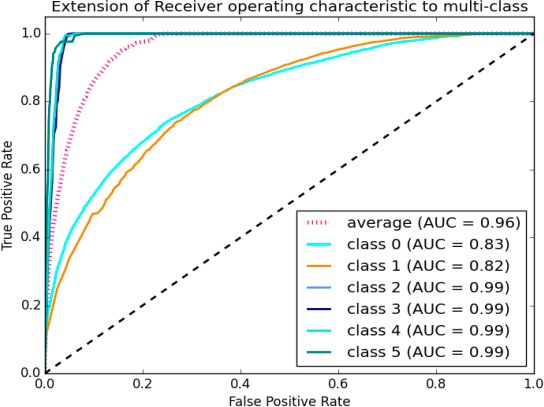 Extension of Receiver operating characteristic to multi-class
1.0
0.8
0.6
0.4
0.2
0.0
True Positive Rate
average (AUC = 0.96)
class 0 (AUC = 0.83)
class 1 (AUC = 0.82)
class 2 (AUC = 0.99)
class 3 (AUC = 0.99)
class 4 (AUC = 0.99)
class 5 (AUC = 0.99)
0.0 0.2 0.4 0.6 0.8 1.0
False Positive Rate